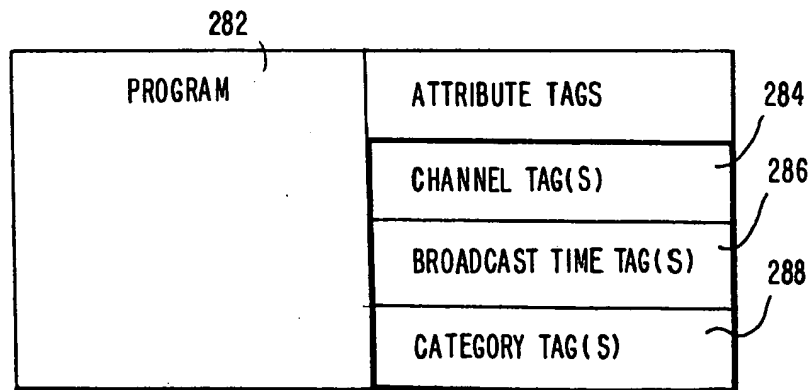 282
PROGRAM
ATTRIBUTE TAGS
284
CHANNEL TAG(S)
286
BROADCAST TIME TAG(S)
288
CATEGORY TAG(S)